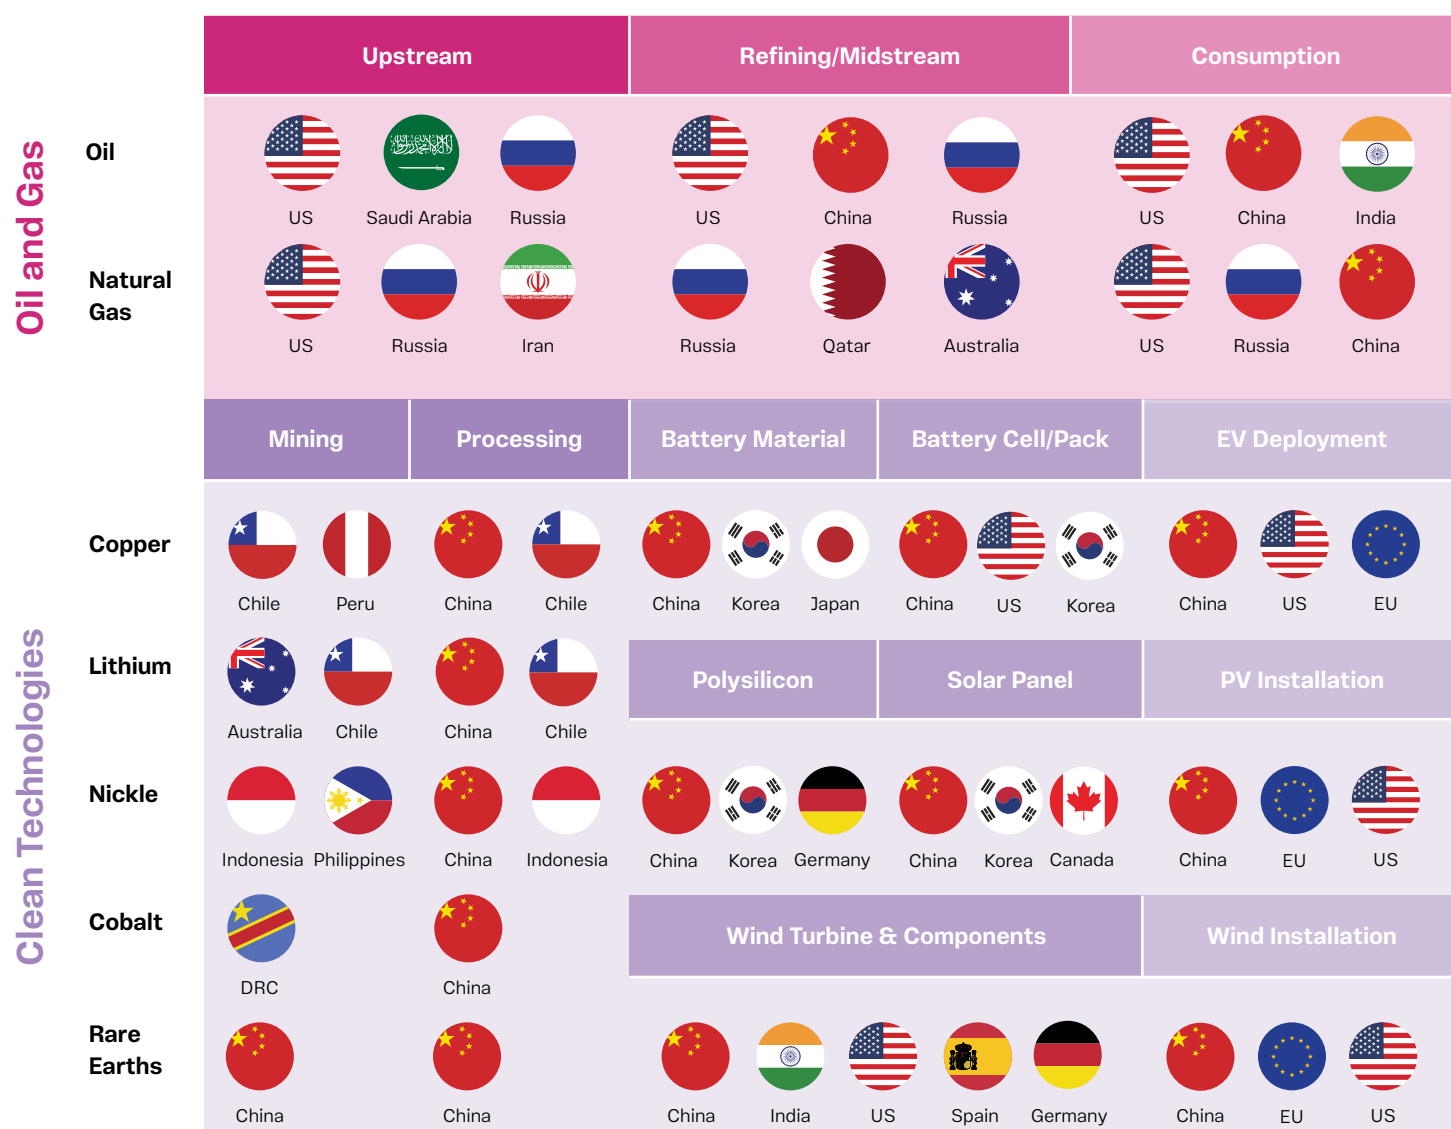 Upstream
Refining/Midstream
Consumption
Oil and Gas
Oil
US
Saudi Arabia
Russia
US
China
Russia
US
China
India
Natural
Gas
US
Russia
Iran
Russia
Qatar
Australia
US
Russia
China
Mining
Processing
Battery Material
Battery Cell/Pack
EV Deployment
Clean Technologies
Copper
Chile
Peru
China
Chile
China
Korea
Japan
China
US
Korea
China
US
EU
Lithium
Australia
Chile
China
Chile
Polysilicon
Solar Panel
PV Installation
Nickle
Indonesia
Philippines
China
Indonesia
China
Korea
Germany
China
Korea
Canada
China
EU
US
Cobalt
DRC
China
Wind Turbine & Components
Wind Installation
Rare
Earths
China
China
China
India
US
Spain
Germany
China
EU
US